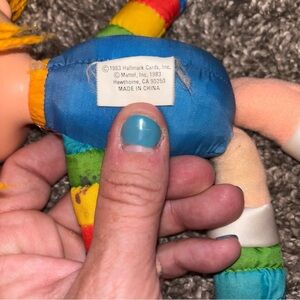 ©1983 Hallmark Cards, Inc.
© Mattel, Inc. 1983
Hawthorne, CA 90250
MADE IN CHINA